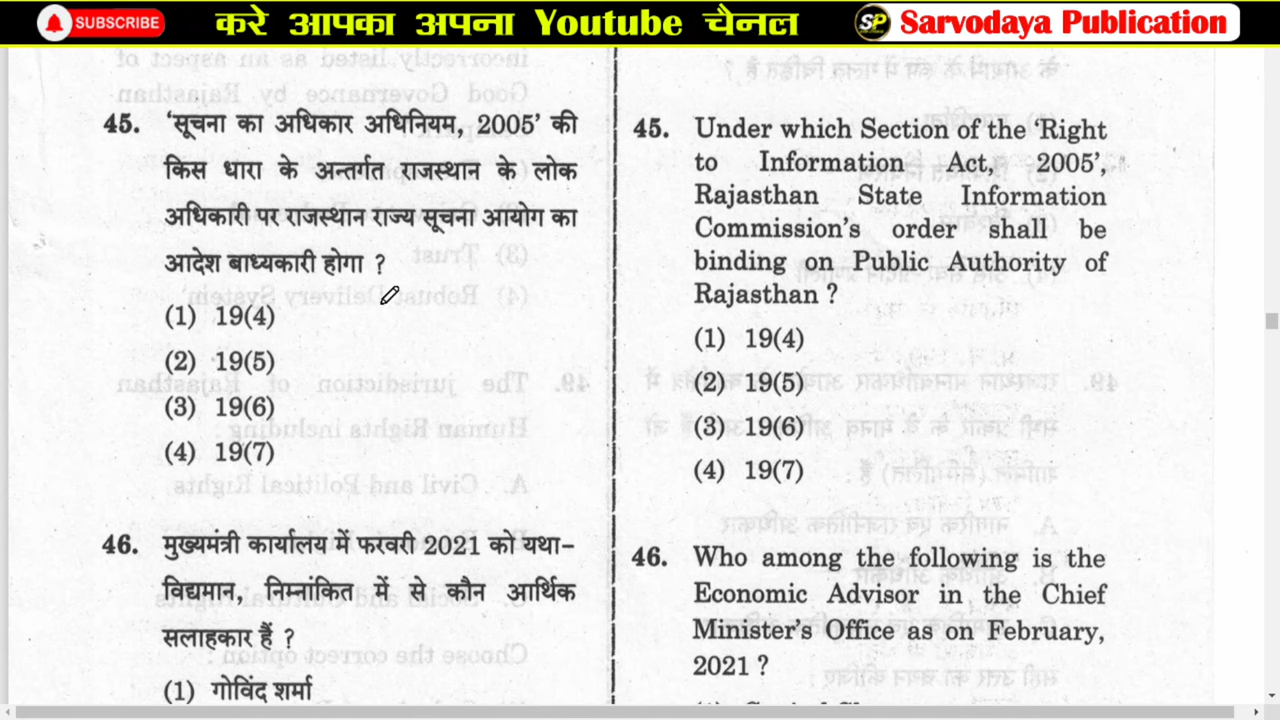 SUBSCRIBE
करे आपका अपना Youtube चैनल
SP Sarvodaya Publication
45. 'सूचना का अधिकार अधिनियम, 2005' की
किस धारा के अन्तर्गत राजस्थान के लोक
अधिकारी पर राजस्थान राज्य सूचना आयोग का
आदेश बाध्यकारी होगा ?
(1) 19(4)
(2) 19(5)
(3) 19(6)
(4) 19(7)
46. मुख्यमंत्री कार्यालय में फरवरी 2021 को यथा-
विद्यमान, निम्नांकित में से कौन आर्थिक
सलाहकार हैं ?
(1) गोविंद शर्मा
45. Under which Section of the 'Right
to Information Act, 2005',
Rajasthan State Information
Commission's order shall be
binding on Public Authority of
Rajasthan ?
(1) 19(4)
(2) 19(5)
(3) 19(6)
(4) 19(7)
46. Who among the following is the
Economic Advisor in the Chief
Minister's Office as on February,
2021 ?